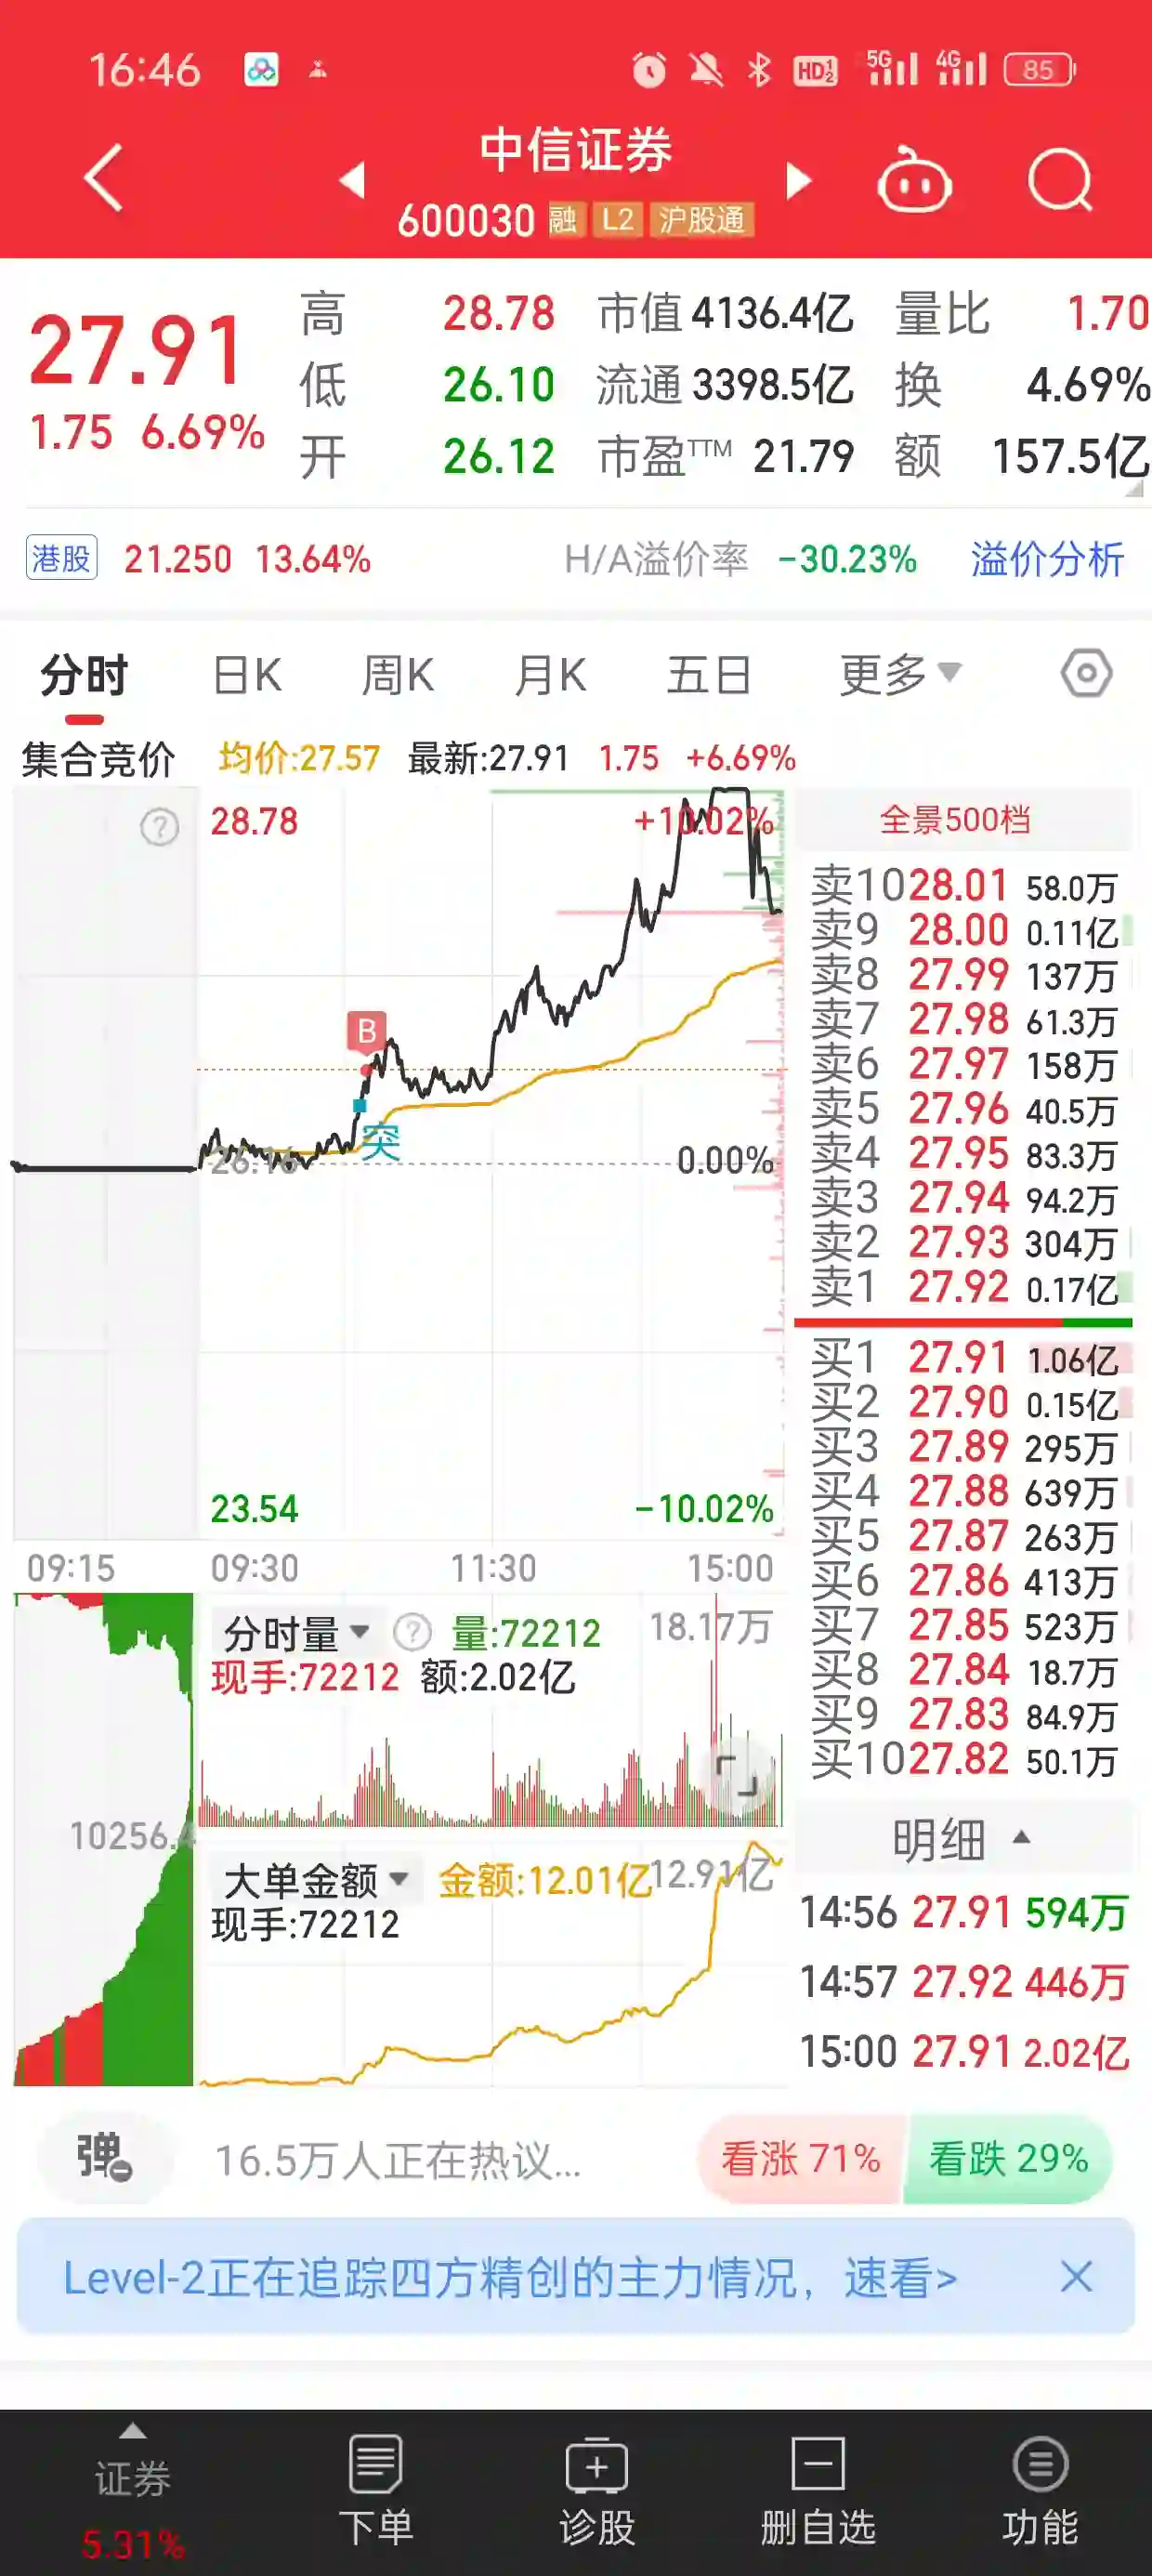 16:46 HD 1 2 5G 4G 85
中信证券
600030 融 L2 沪股通
27.91
1.75 6.69%
高 28.78 市值 4136.4亿 量比 1.70
低 26.10 流通 3398.5亿 换 4.69%
开 26.12 市盈TTM 21.79 额 157.5亿
港股 21.250 13.64% H/A溢价率 -30.23% 溢价分析
分时 日K 周K 月K 五日 更多
集合竞价 均价:27.57 最新:27.91 1.75 +6.69%
? 28.78 +10.02%
B
突
26.16 0.00%
23.54 -10.02%
09:15 09:30 11:30 15:00
分时量 ? 量:72212 18.17万
现手:72212 额:2.02亿
10256.4
大单金额 金额:12.01亿 12.91亿
现手:72212
全景500档
卖10 28.01 58.0万
卖9 28.00 0.11亿
卖8 27.99 137万
卖7 27.98 61.3万
卖6 27.97 158万
卖5 27.96 40.5万
卖4 27.95 83.3万
卖3 27.94 94.2万
卖2 27.93 304万
卖1 27.92 0.17亿
买1 27.91 1.06亿
买2 27.90 0.15亿
买3 27.89 295万
买4 27.88 639万
买5 27.87 263万
买6 27.86 413万
买7 27.85 523万
买8 27.84 18.7万
买9 27.83 84.9万
买10 27.82 50.1万
明细
14:56 27.91 594万
14:57 27.92 446万
15:00 27.91 2.02亿
弹 16.5万人正在热议... 看涨 71% 看跌 29%
Level-2正在追踪四方精创的主力情况，速看>
证券 下单 诊股 删自选 功能
5.31%